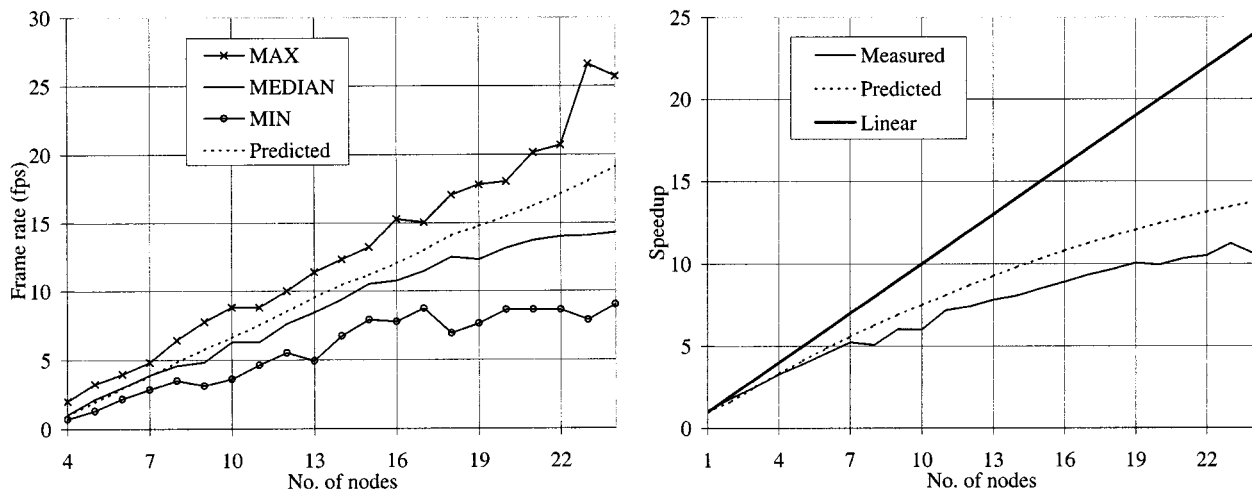 30
25
20
15
10
5
0
Frame rate (fps)
MAX
MEDIAN
MIN
Predicted
4 7 10 13 16 19 22
No. of nodes
25
20
15
10
5
0
Speedup
Measured
Predicted
Linear
1 4 7 10 13 16 19 22
No. of nodes